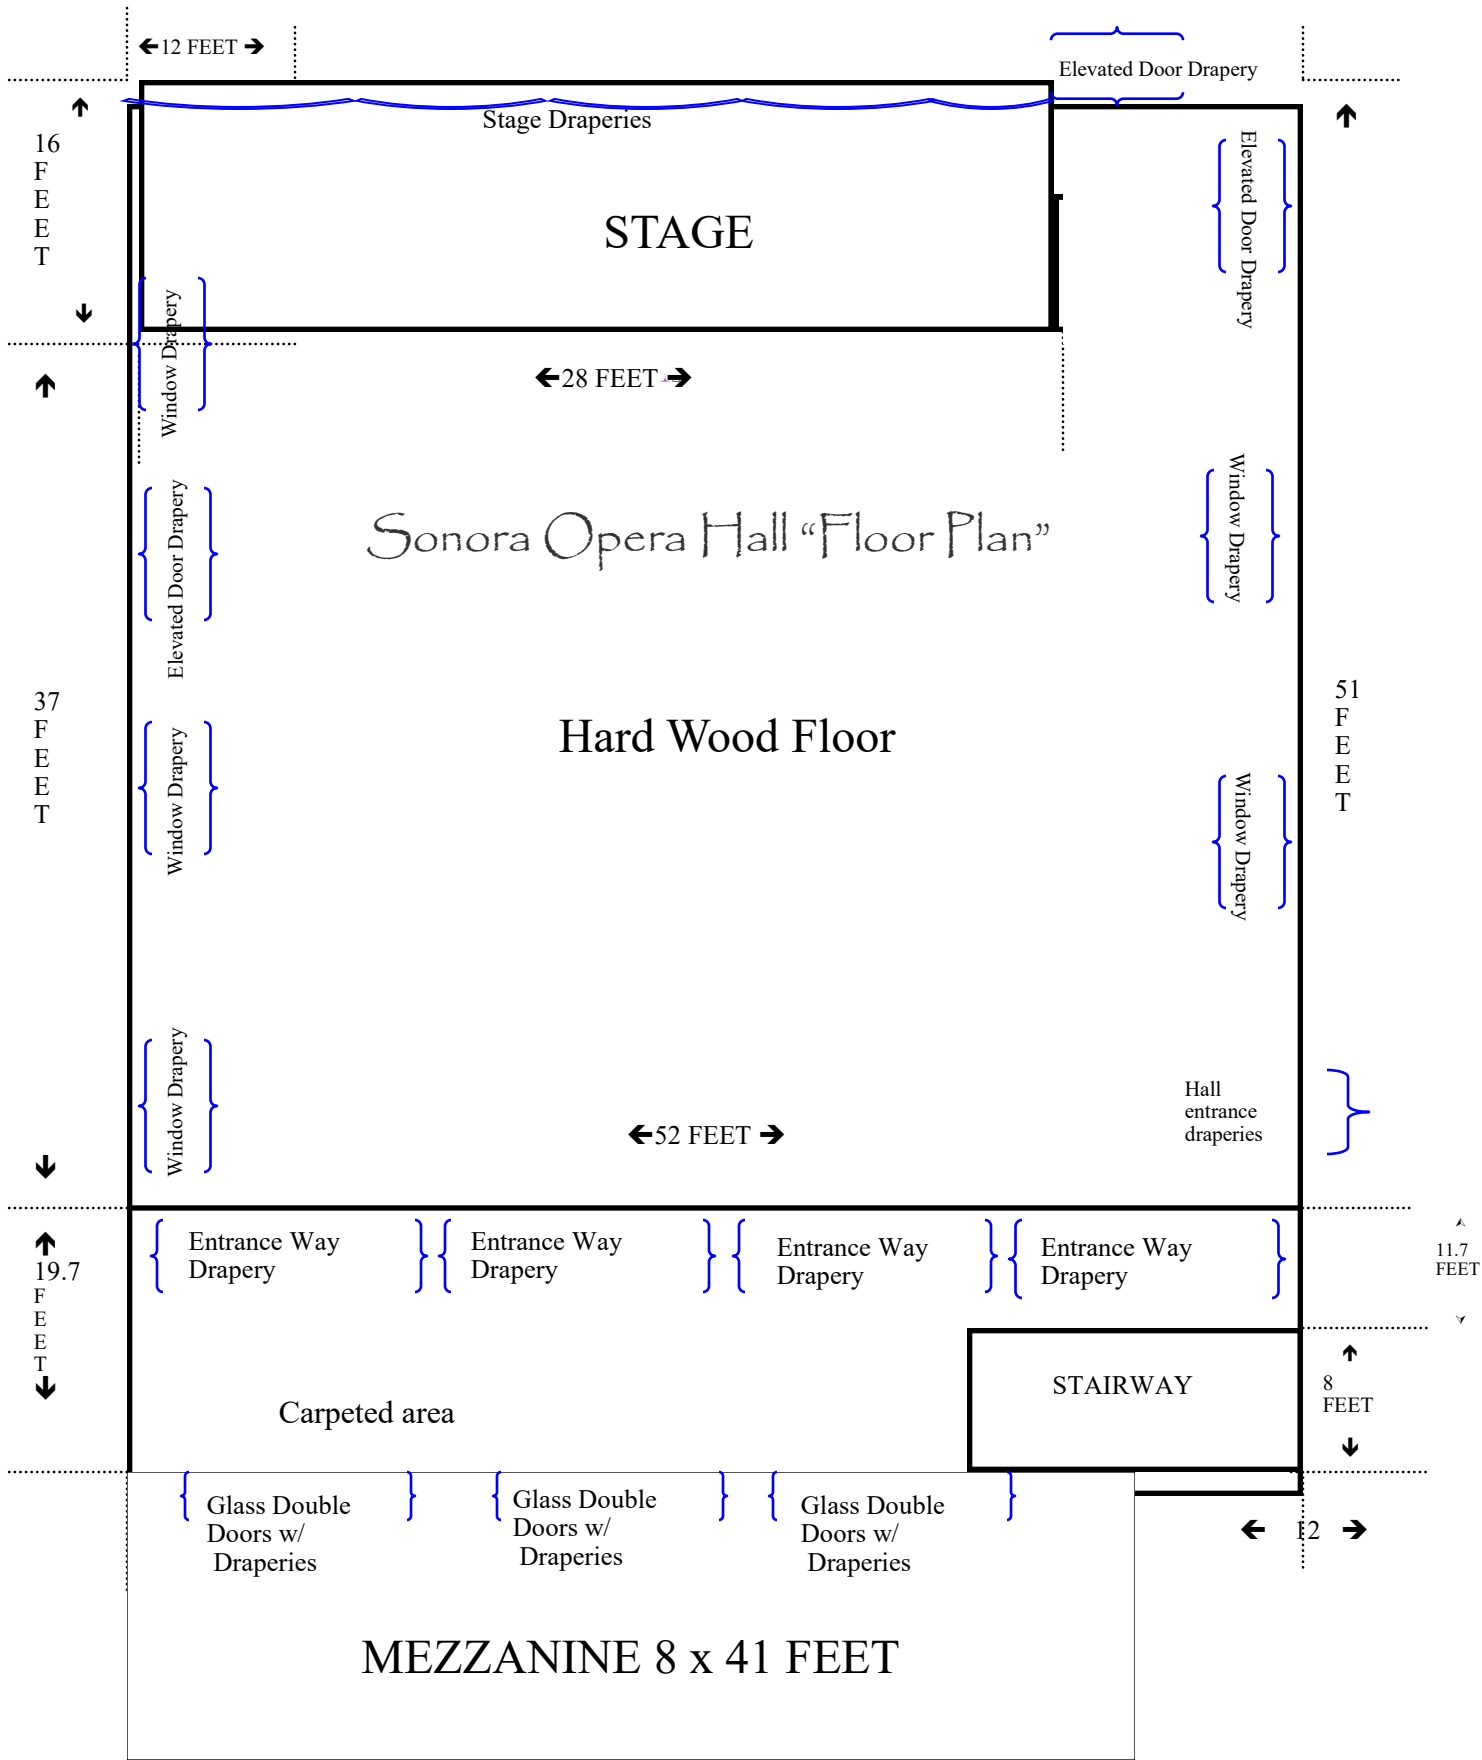 12 FEET
Elevated Door Drapery
Stage Draperies
16
F
E
E
T
STAGE
Elevated Door Drapery
Window Drapery
28 FEET
Sonora Opera Hall “Floor Plan”
Elevated Door Drapery
Window Drapery
37
F
E
E
T
Hard Wood Floor
51
F
E
E
T
Window Drapery
Window Drapery
Window Drapery
52 FEET
Hall
entrance
draperies
Entrance Way
Drapery
Entrance Way
Drapery
Entrance Way
Drapery
Entrance Way
Drapery
11.7
FEET
19.7
F
E
E
T
STAIRWAY
8
FEET
Carpeted area
Glass Double
Doors w/
Draperies
Glass Double
Doors w/
Draperies
Glass Double
Doors w/
Draperies
12
MEZZANINE 8 x 41 FEET